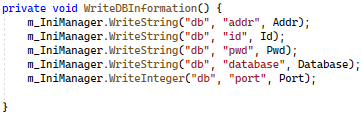 private void WriteDBInformation() {
m_IniManager.WriteString("db", "addr", Addr);
m_IniManager.WriteString("db", "id", Id);
m_IniManager.WriteString("db", "pwd", Pwd);
m_IniManager.WriteString("db", "database", Database);
m_IniManager.WriteInteger("db", "port", Port);
}